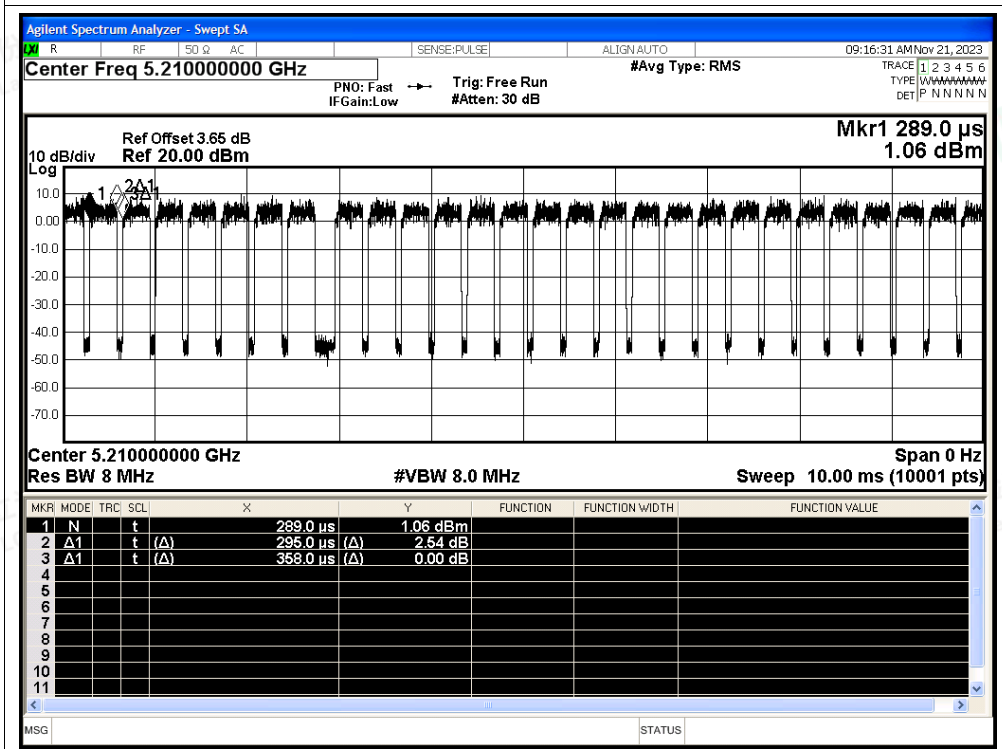 Agilent Spectrum Analyzer - Swept SA
LXI R RF 50 Ω AC SENSE:PULSE ALIGN AUTO 09:16:31 AM Nov 21, 2023
Center Freq 5.210000000 GHz #Avg Type: RMS TRACE 1 2 3 4 5 6
PNO: Fast Trig: Free Run TYPE WWWWWW
IFGain:Low #Atten: 30 dB DET P N N N N N
Ref Offset 3.65 dB Mkr1 289.0 µs
10 dB/div Ref 20.00 dBm 1.06 dBm
Log
10.0
1 2Δ1
3Δ1
0.00
-10.0
-20.0
-30.0
-40.0
-50.0
-60.0
-70.0
Center 5.210000000 GHz Span 0 Hz
Res BW 8 MHz #VBW 8.0 MHz Sweep 10.00 ms (10001 pts)
MKR MODE TRC SCL X Y FUNCTION FUNCTION WIDTH FUNCTION VALUE
1 N t 289.0 µs 1.06 dBm
2 Δ1 t (Δ) 295.0 µs (Δ) 2.54 dB
3 Δ1 t (Δ) 358.0 µs (Δ) 0.00 dB
4
5
6
7
8
9
10
11
MSG STATUS